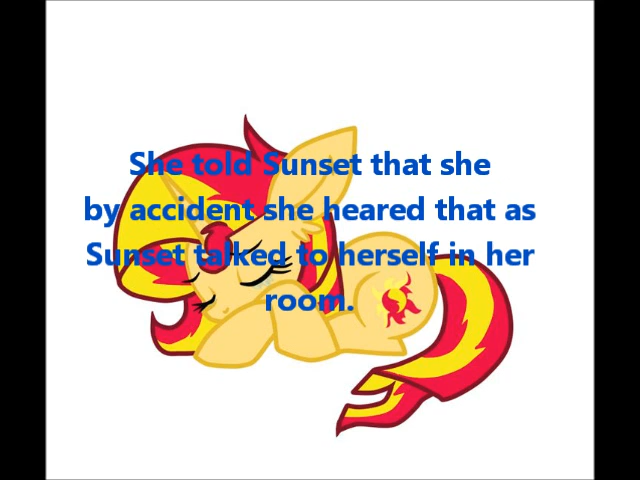 She told Sunset that she
by accident she heared that as
Sunset talked to herself in her
room.